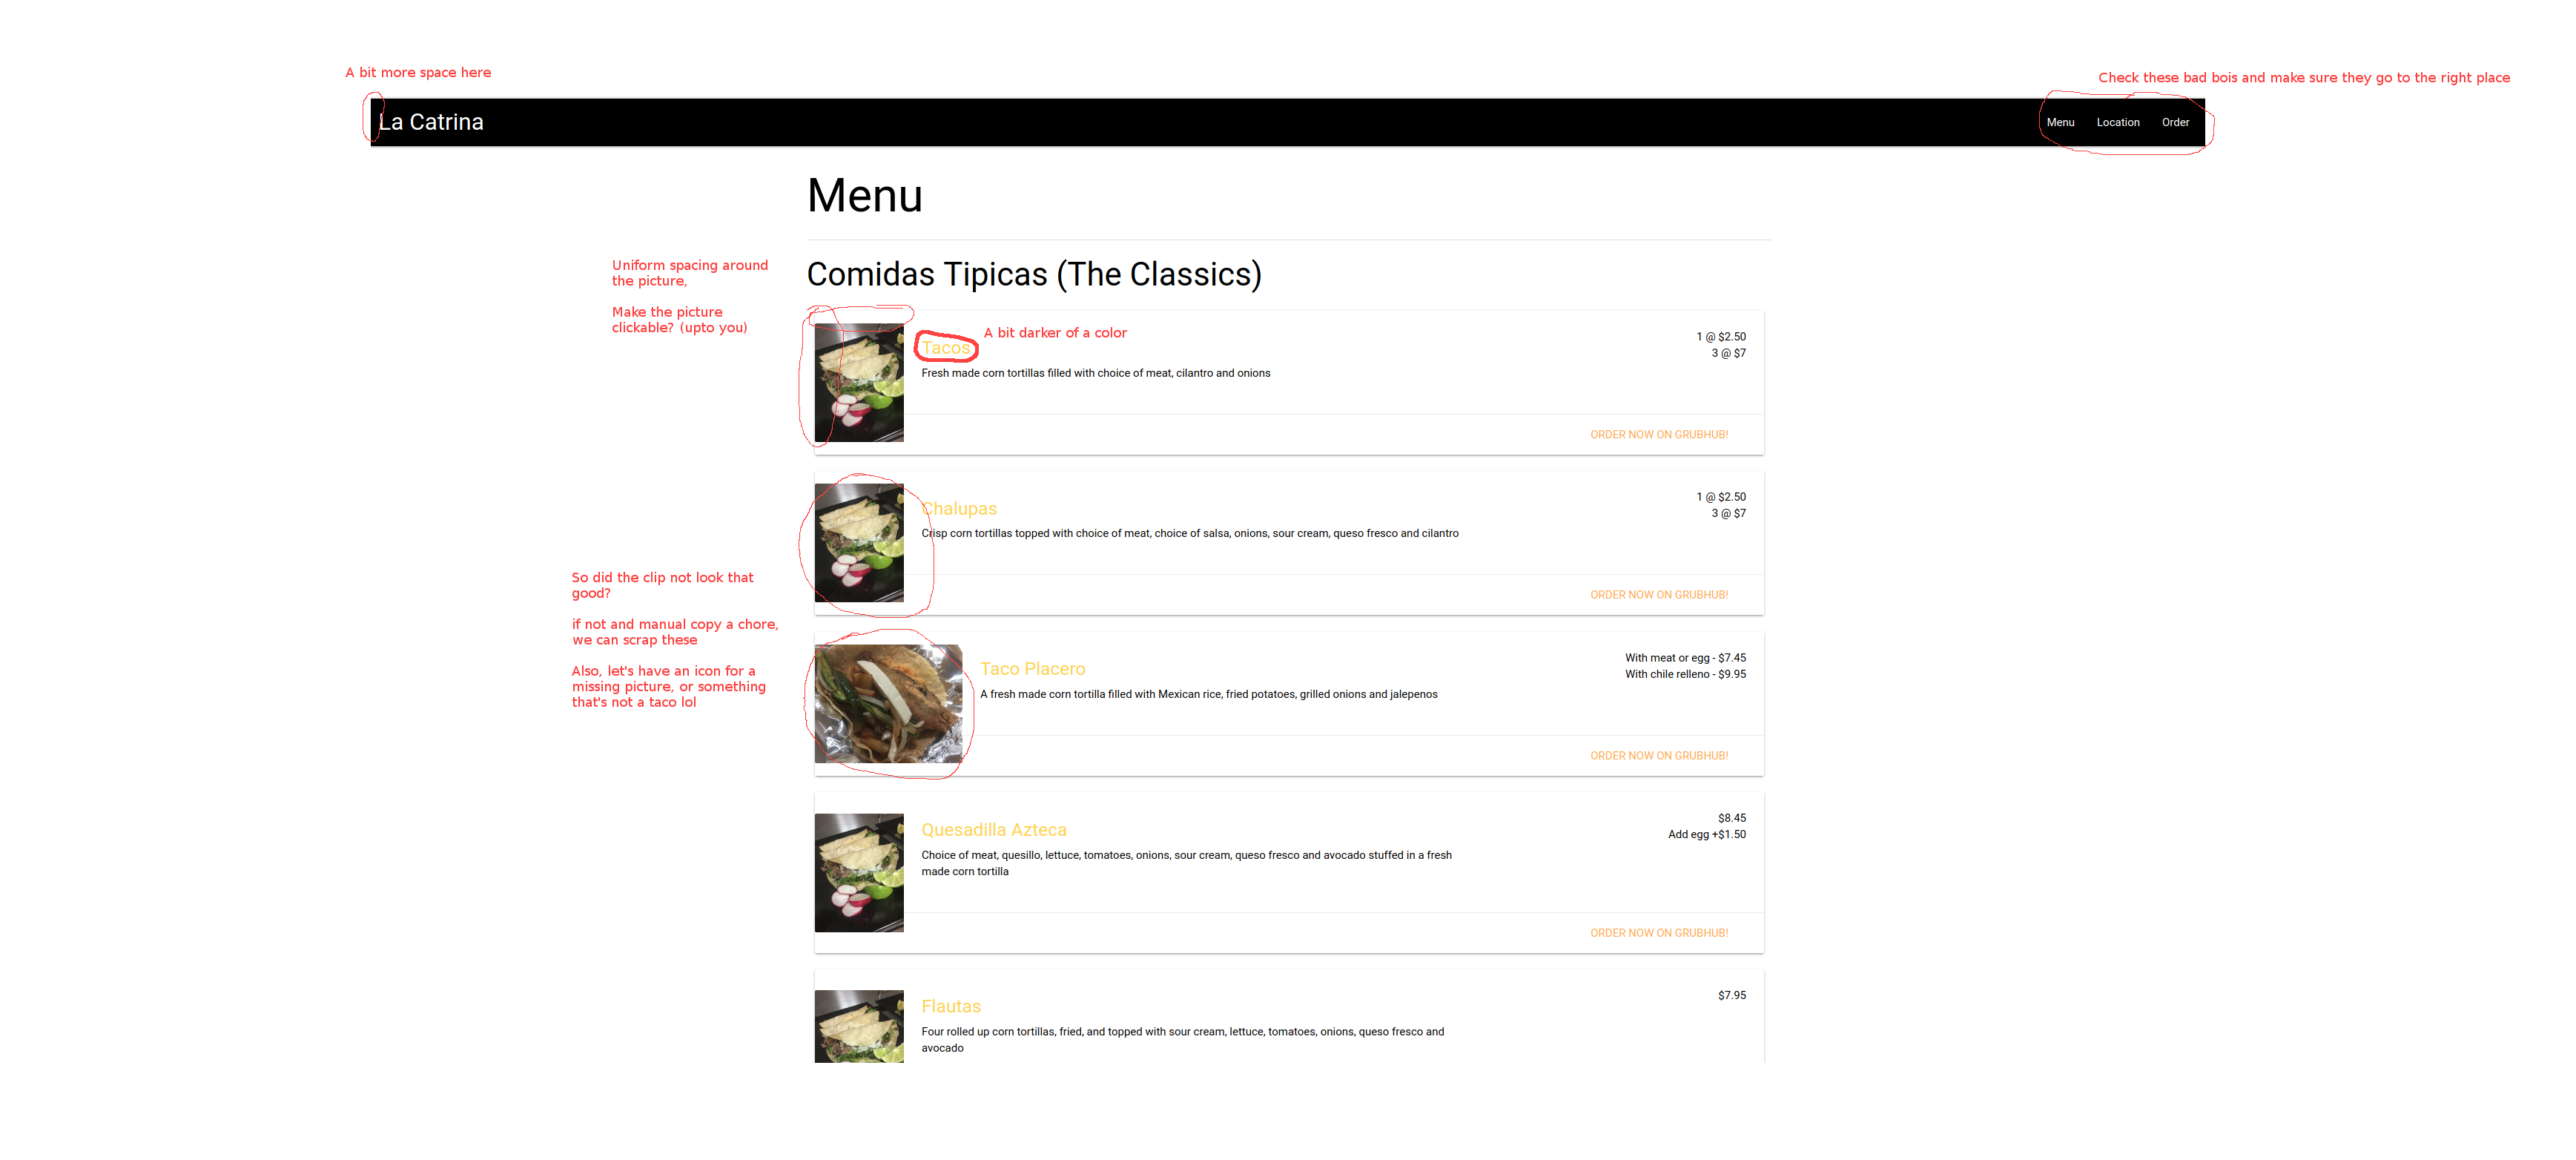 A bit more space here
Check these bad bois and make sure they go to the right place
La Catrina
Menu
Location
Order
Menu
Uniform spacing around
the picture,
Make the picture
clickable? (upto you)
Comidas Tipicas (The Classics)
Tacos
A bit darker of a color
1 @ $2.50
3 @ $7
Fresh made corn tortillas filled with choice of meat, cilantro and onions
ORDER NOW ON GRUBHUB!
Chalupas
1 @ $2.50
3 @ $7
Crisp corn tortillas topped with choice of meat, choice of salsa, onions, sour cream, queso fresco and cilantro
ORDER NOW ON GRUBHUB!
So did the clip not look that
good?
if not and manual copy a chore,
we can scrap these
Also, let's have an icon for a
missing picture, or something
that's not a taco lol
Taco Placero
With meat or egg - $7.45
With chile relleno - $9.95
A fresh made corn tortilla filled with Mexican rice, fried potatoes, grilled onions and jalepenos
ORDER NOW ON GRUBHUB!
Quesadilla Azteca
$8.45
Add egg +$1.50
Choice of meat, quesillo, lettuce, tomatoes, onions, sour cream, queso fresco and avocado stuffed in a fresh
made corn tortilla
ORDER NOW ON GRUBHUB!
Flautas
$7.95
Four rolled up corn tortillas, fried, and topped with sour cream, lettuce, tomatoes, onions, queso fresco and
avocado